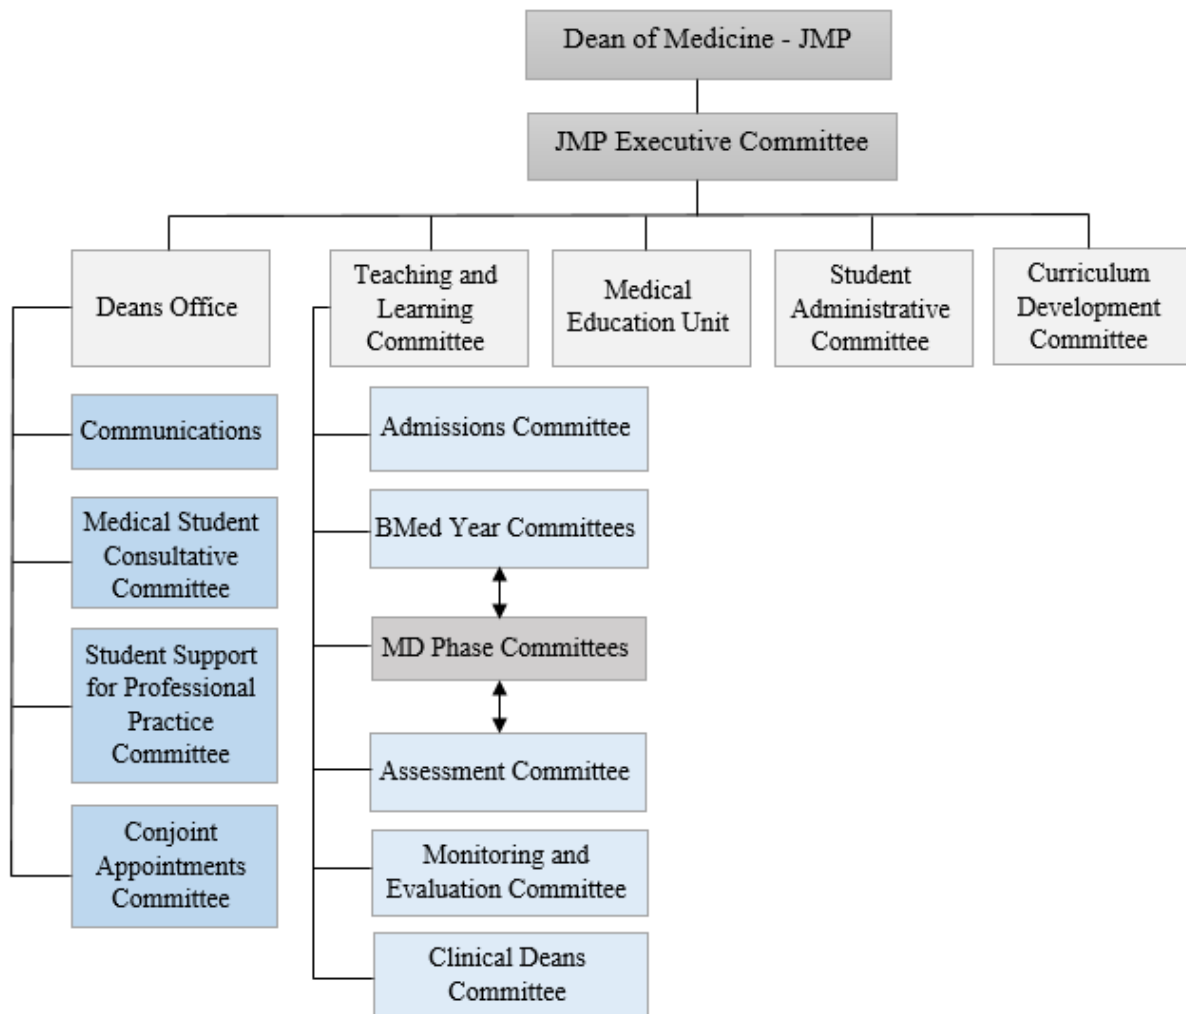 Dean of Medicine - JMP
JMP Executive Committee
Deans Office
Teaching and
Learning
Committee
Medical
Education Unit
Student
Administrative
Committee
Curriculum
Development
Committee
Communications
Medical Student
Consultative
Committee
Student Support
for Professional
Practice
Committee
Conjoint
Appointments
Committee
Admissions Committee
BMed Year Committees
MD Phase Committees
Assessment Committee
Monitoring and
Evaluation Committee
Clinical Deans
Committee